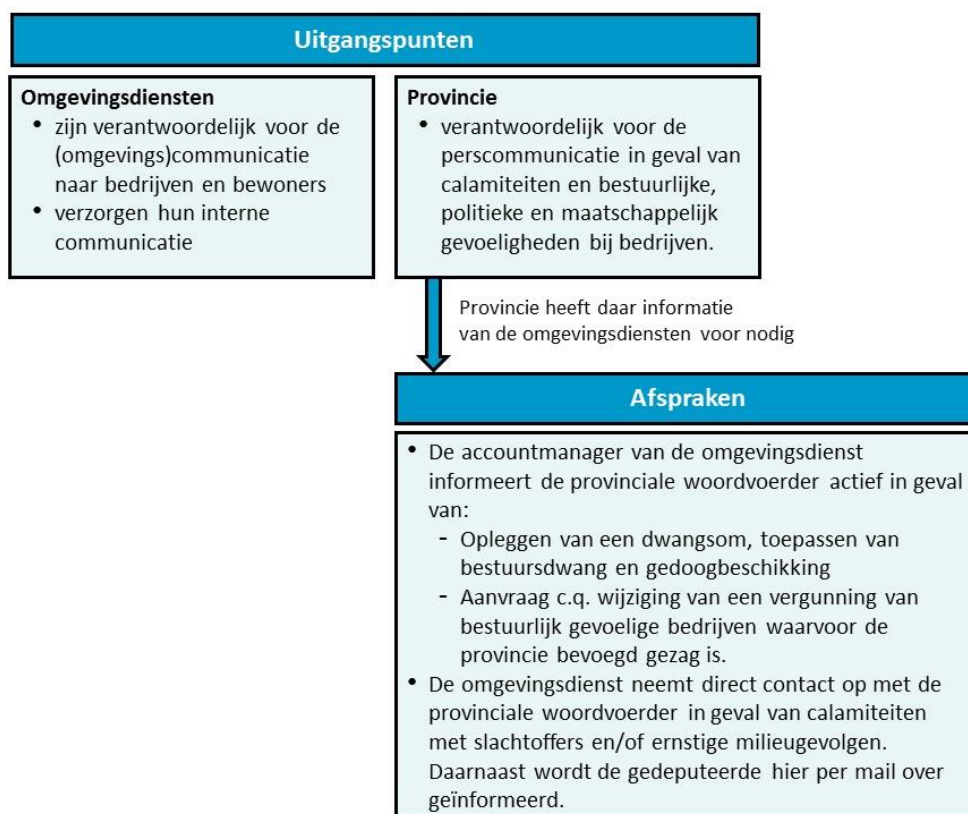 Uitgangspunten
Omgevingsdiensten
• zijn verantwoordelijk voor de
(omgevings)communicatie
naar bedrijven en bewoners
• verzorgen hun interne
communicatie
Provincie
• verantwoordelijk voor de
perscommunicatie in geval van
calamiteiten en bestuurlijke,
politieke en maatschappelijk
gevoeligheden bij bedrijven.
Provincie heeft daar informatie
van de omgevingsdiensten voor nodig
Afspraken
• De accountmanager van de omgevingsdienst
informeert de provinciale woordvoerder actief in geval
van:
- Opleggen van een dwangsom, toepassen van
bestuursdwang en gedoogbeschikking
- Aanvraag c.q. wijziging van een vergunning van
bestuurlijk gevoelige bedrijven waarvoor de
provincie bevoegd gezag is.
• De omgevingsdienst neemt direct contact op met de
provinciale woordvoerder in geval van calamiteiten
met slachtoffers en/of ernstige milieugevolgen.
Daarnaast wordt de gedeputeerde hier per mail over
geïnformeerd.